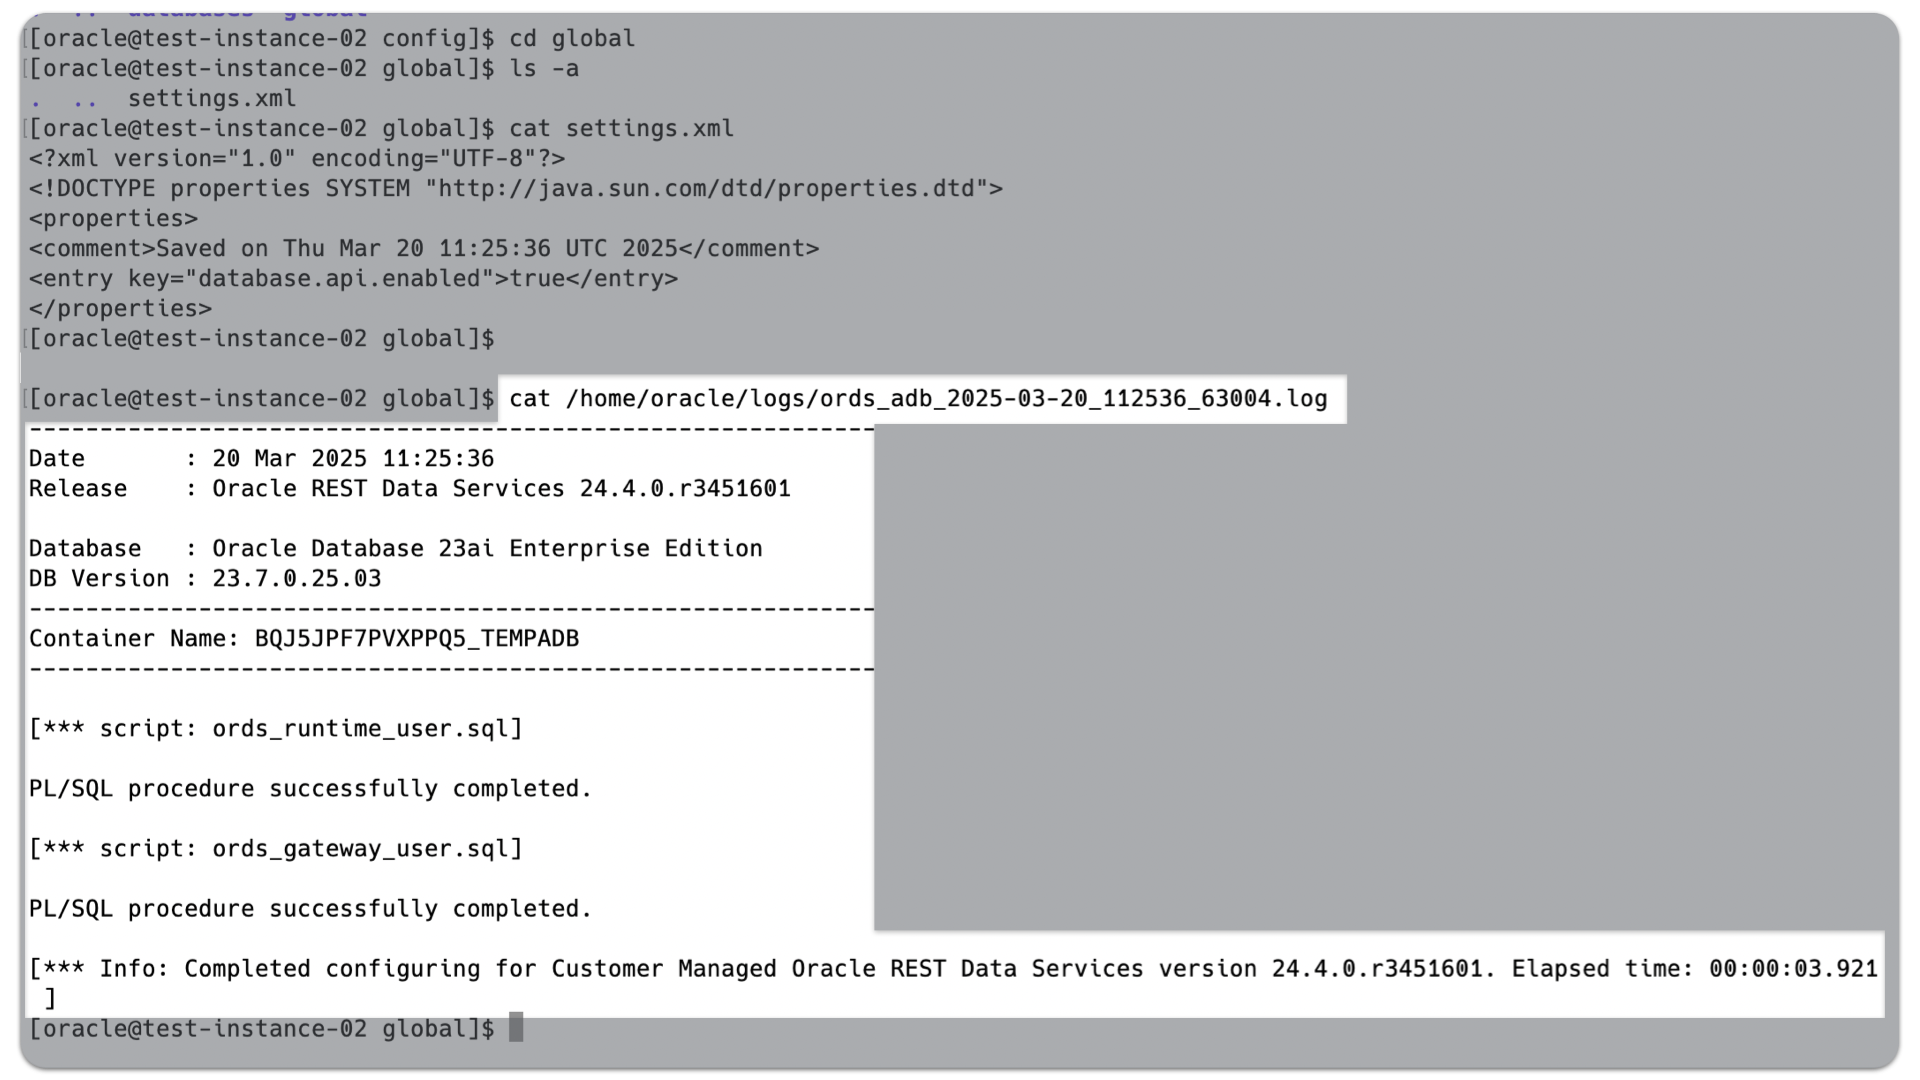 .  ..  databases  global
[[oracle@test-instance-02 config]$ cd global
[[oracle@test-instance-02 global]$ ls -a
.  ..  settings.xml
[[oracle@test-instance-02 global]$ cat settings.xml
<?xml version="1.0" encoding="UTF-8"?>
<!DOCTYPE properties SYSTEM "http://java.sun.com/dtd/properties.dtd">
<properties>
<comment>Saved on Thu Mar 20 11:25:36 UTC 2025</comment>
<entry key="database.api.enabled">true</entry>
</properties>
[[oracle@test-instance-02 global]$
[[oracle@test-instance-02 global]$ cat /home/oracle/logs/ords_adb_2025-03-20_112536_63004.log
------------------------------------------------------------
Date       : 20 Mar 2025 11:25:36
Release    : Oracle REST Data Services 24.4.0.r3451601
Database   : Oracle Database 23ai Enterprise Edition
DB Version : 23.7.0.25.03
------------------------------------------------------------
Container Name: BQJ5JPF7PVXPPQ5_TEMPADB
------------------------------------------------------------
[*** script: ords_runtime_user.sql]
PL/SQL procedure successfully completed.
[*** script: ords_gateway_user.sql]
PL/SQL procedure successfully completed.
[*** Info: Completed configuring for Customer Managed Oracle REST Data Services version 24.4.0.r3451601. Elapsed time: 00:00:03.921
 ]
[oracle@test-instance-02 global]$